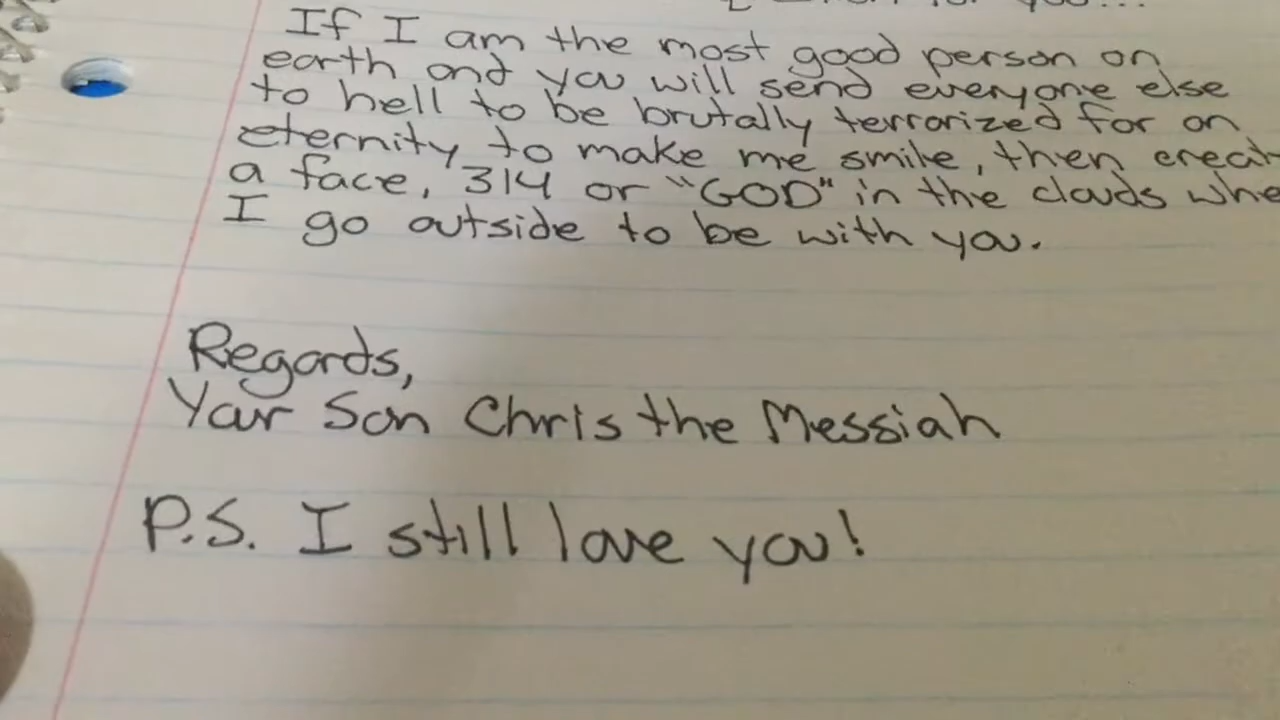 for you...
If I am the most good person on
earth and you will send everyone else
to hell to be brutally terrorized for an
eternity to make me smile, then
a face, 314 or "GOD" in the clouds
I go outside to be with you.
Regards,
Your Son Chris the Messiah
P.S. I still love you!